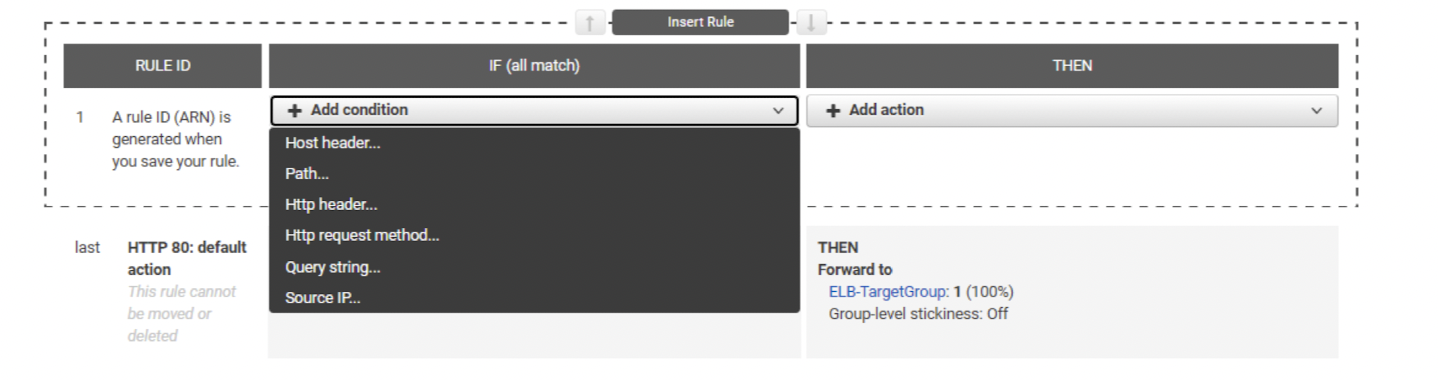 Insert Rule
RULE ID
IF (all match)
THEN
1
A rule ID (ARN) is
generated when
you save your rule.
Add condition
Host header...
Path...
Http header...
Http request method...
Query string...
Source IP...
Add action
last
HTTP 80: default
action
This rule cannot
be moved or
deleted
THEN
Forward to
ELB-TargetGroup: 1 (100%)
Group-level stickiness: Off